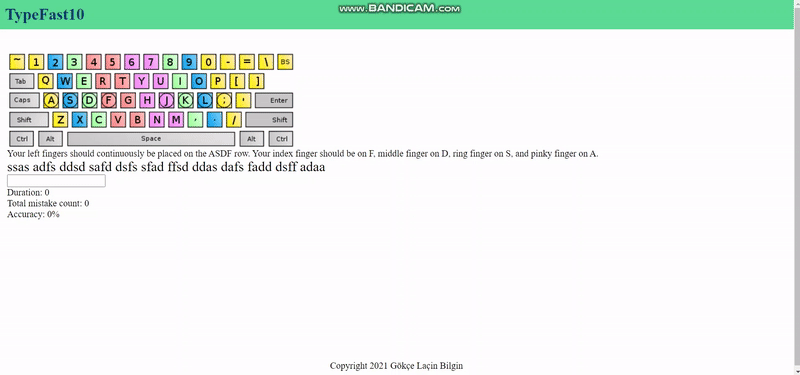 TypeFast10
WWW.BANDICAM.COM
~ 1 2 3 4 5 6 7 8 9 0 - = \ BS
Tab Q W E R T Y U I O P [ ]
Caps A S D F G H J K L ; ' Enter
Shift Z X C V B N M , . / Shift
Ctrl Alt Space Alt Ctrl
Your left fingers should continuously be placed on the ASDF row. Your index finger should be on F, middle finger on D, ring finger on S, and pinky finger on A.
ssas adfs ddsd safd dsfs sfad ffsd ddas dafs fadd dsff adaa
Duration: 0
Total mistake count: 0
Accuracy: 0%
Copyright 2021 Gökçe Laçin Bilgin